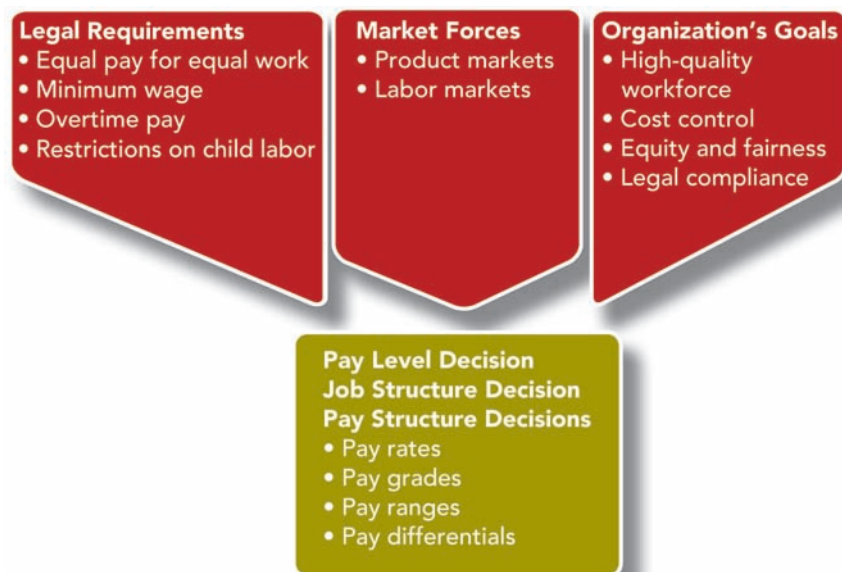 Legal Requirements
• Equal pay for equal work
• Minimum wage
• Overtime pay
• Restrictions on child labor
Market Forces
• Product markets
• Labor markets
Organization's Goals
• High-quality
workforce
• Cost control
• Equity and fairness
• Legal compliance
Pay Level Decision
Job Structure Decision
Pay Structure Decisions
• Pay rates
• Pay grades
• Pay ranges
• Pay differentials